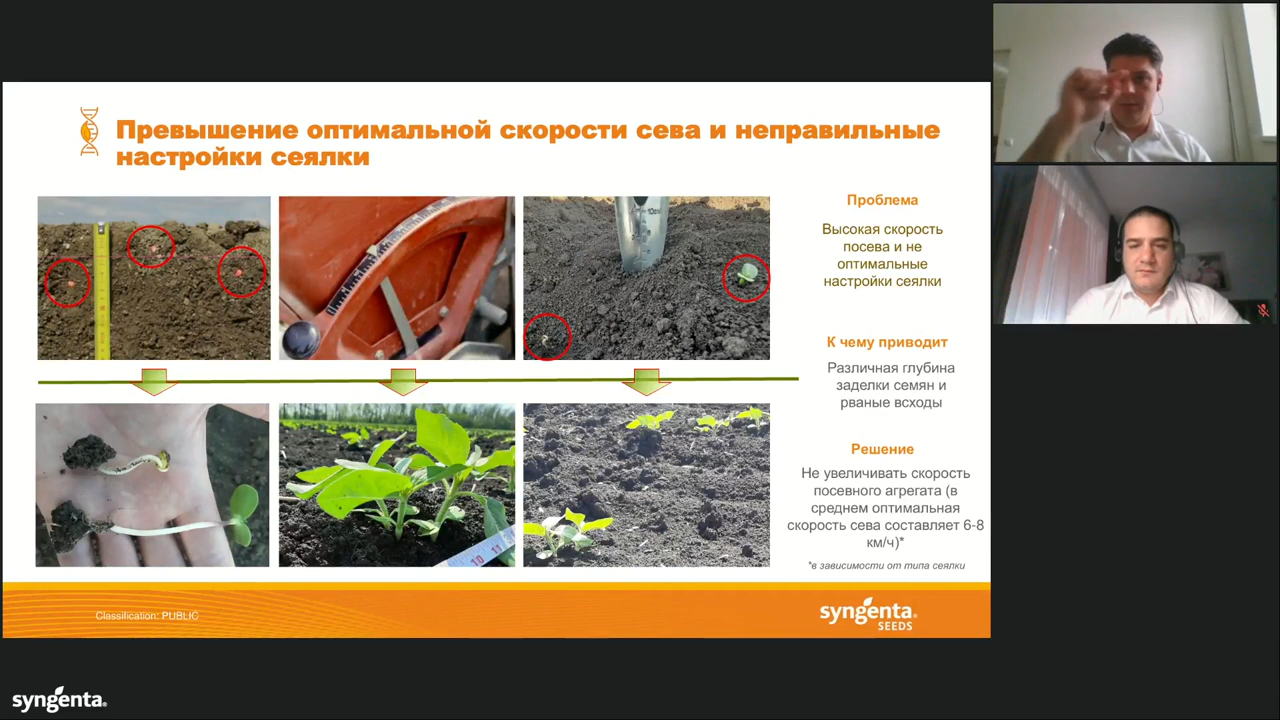 Превышение оптимальной скорости сева и неправильные
настройки сеялки
Проблема
Высокая скорость
посева и не
оптимальные
настройки сеялки
К чему приводит
Различная глубина
заделки семян и
рваные всходы
Решение
Не увеличивать скорость
посевного агрегата (в
среднем оптимальная
скорость сева составляет 6-8
км/ч)*
*в зависимости от типа сеялки
10 11
Classification: PUBLIC
syngenta.
SEEDS
syngenta.